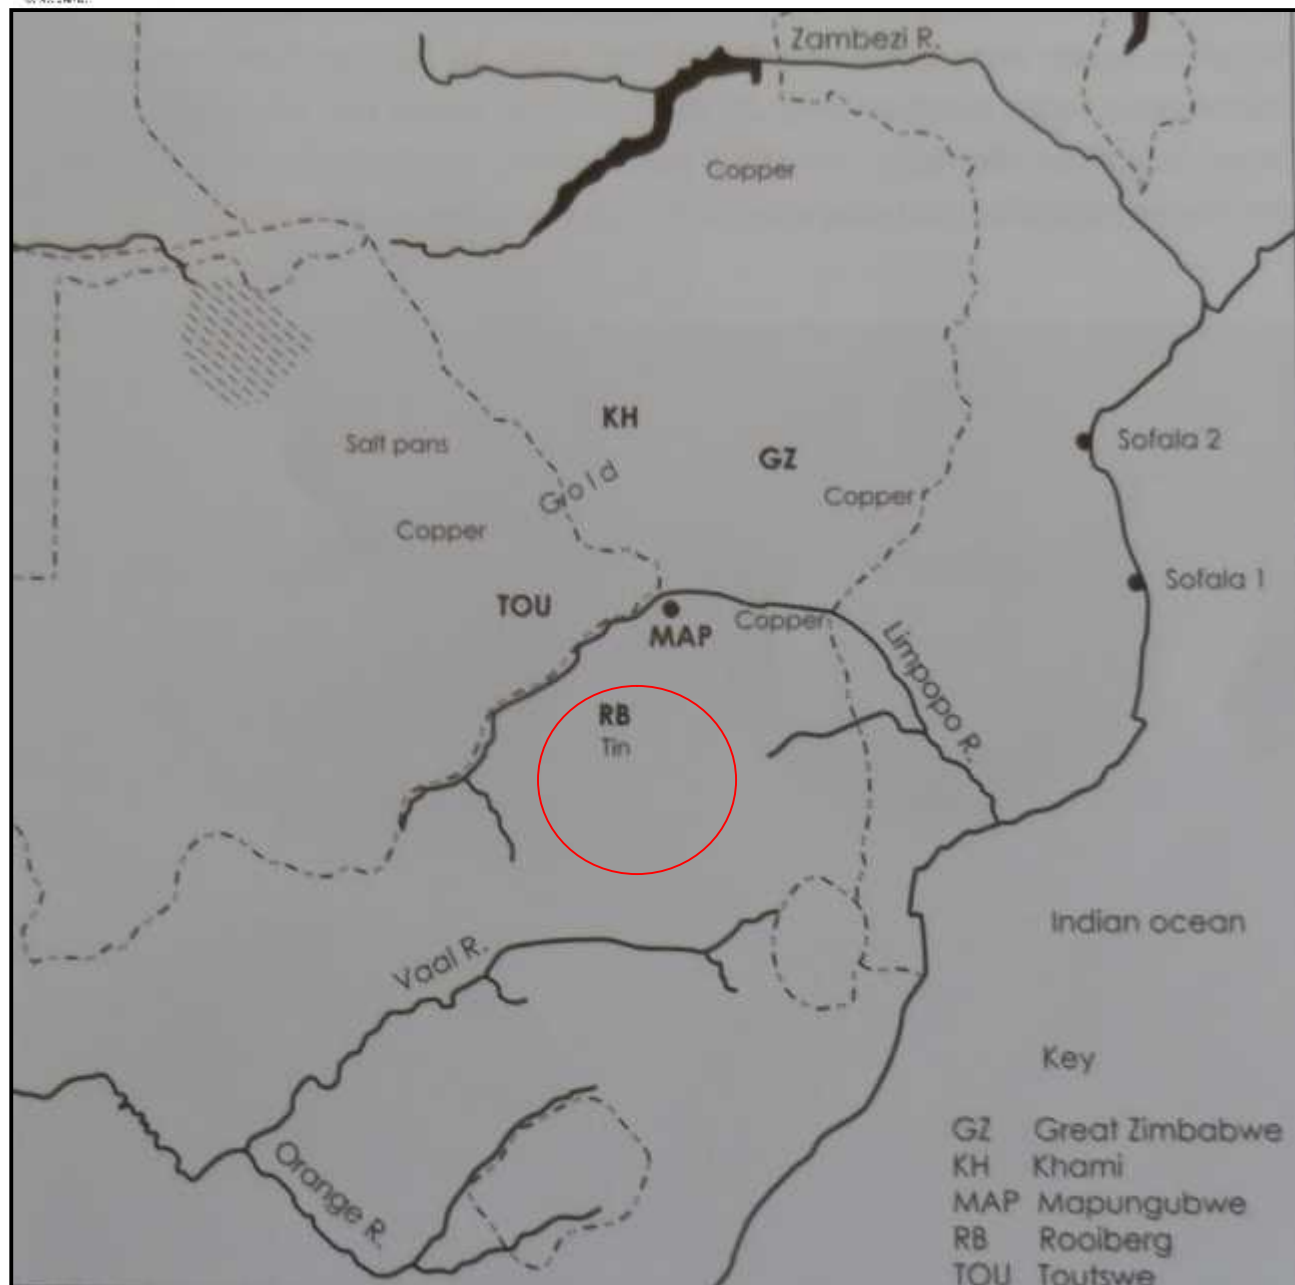 Zambezi R.
Copper
KH
Salt pans
GZ
Sofala 2
Gold
Copper
Copper
Sofala 1
TOU
MAP
Copper
Limpopo R.
RB
Tin
Indian ocean
Vaal R.
Key
GZ Great Zimbabwe
KH Khami
Orange R.
MAP Mapungubwe
RB Rooiberg
TOU Toutswe